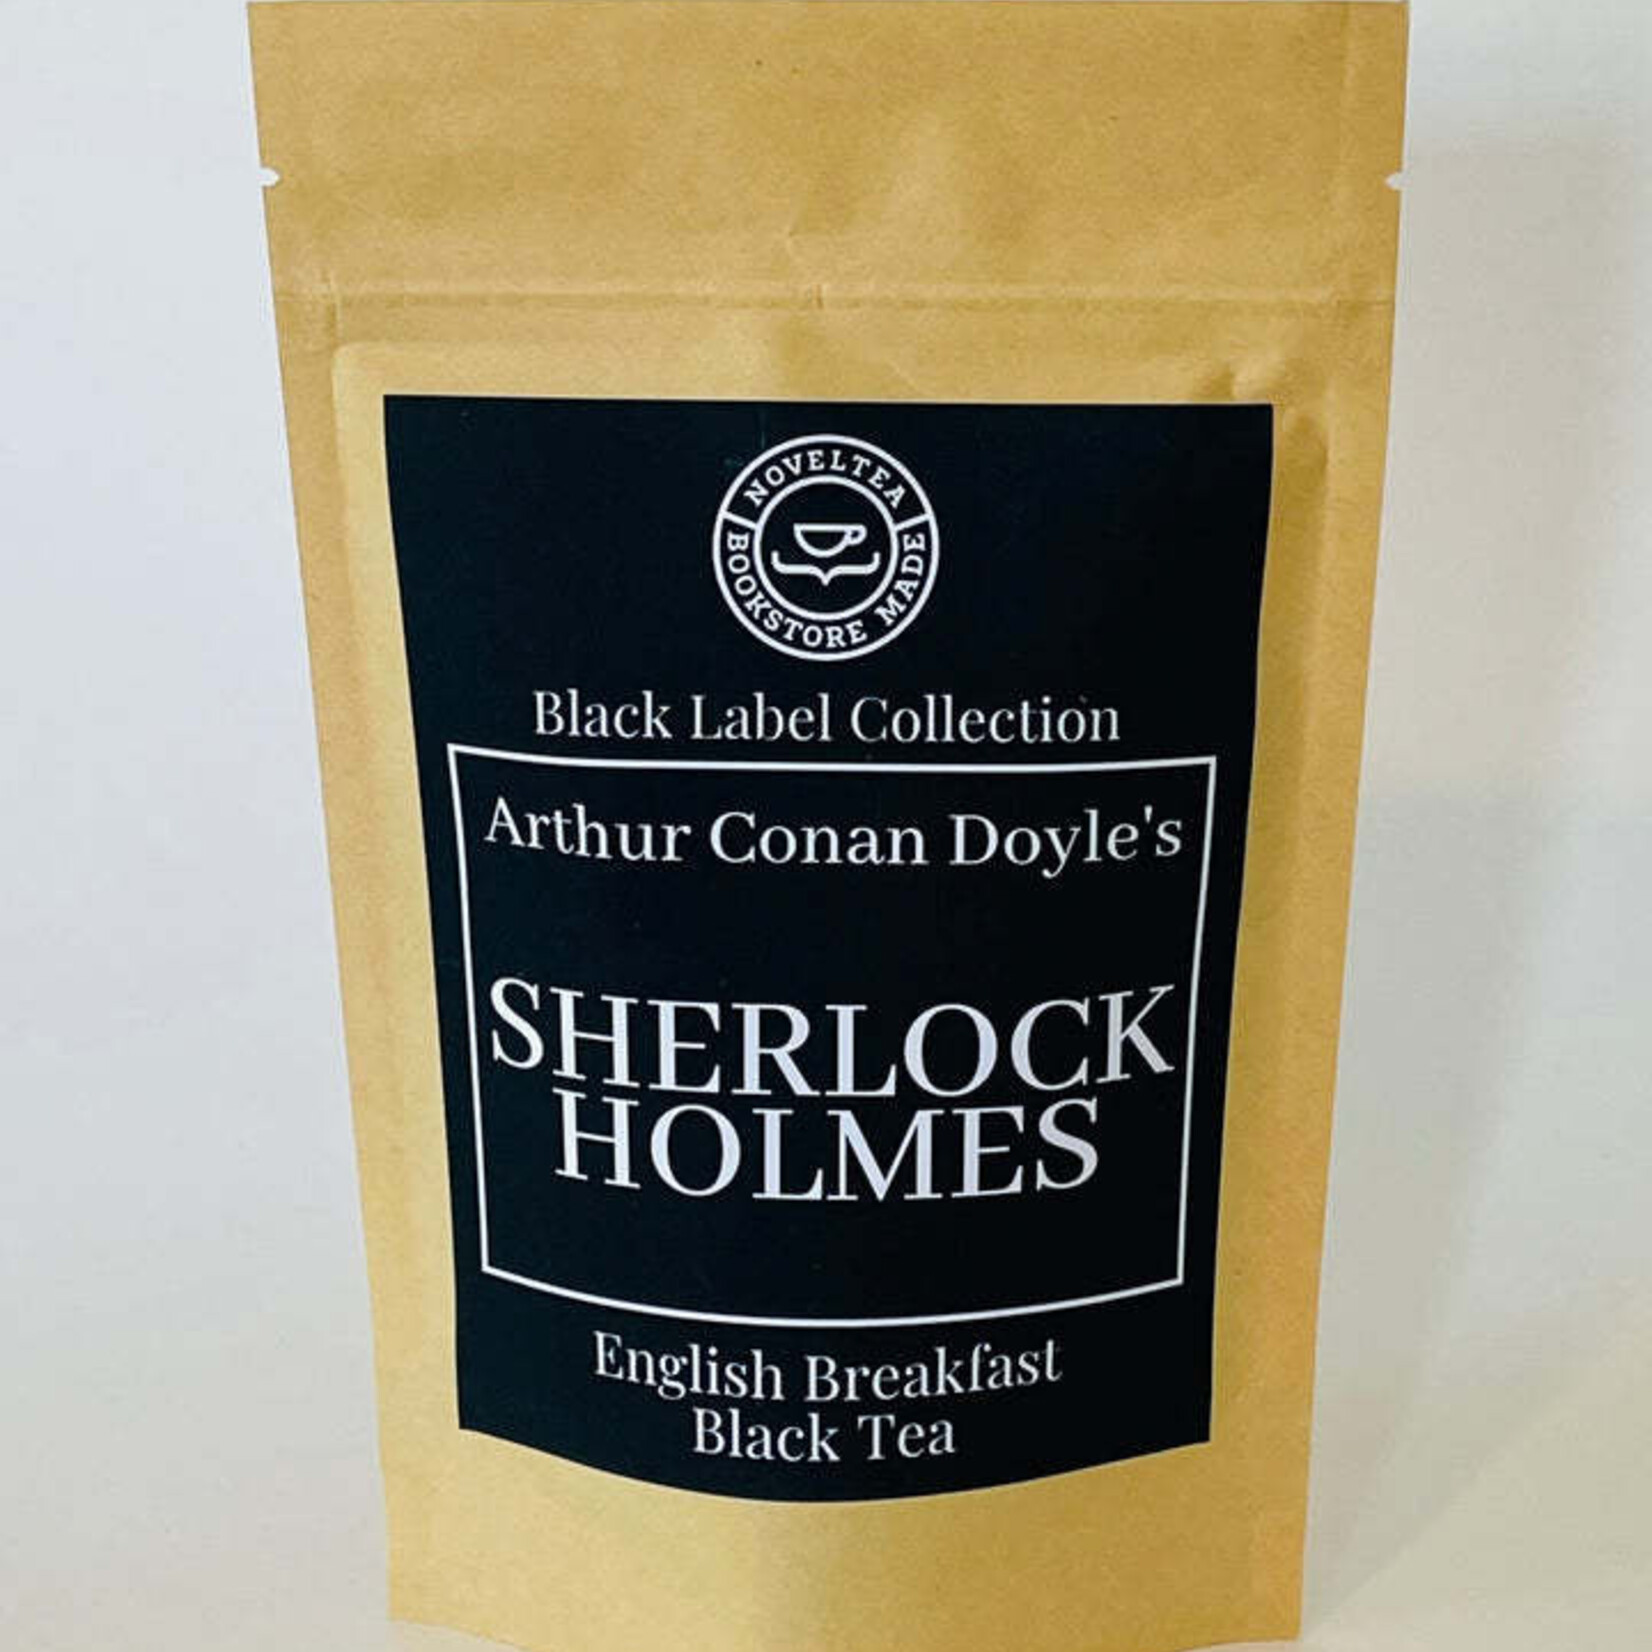 NOVELTEA
BOOKSTORE MADE
Black Label Collection
Arthur Conan Doyle's
SHERLOCK
HOLMES
English Breakfast
Black Tea